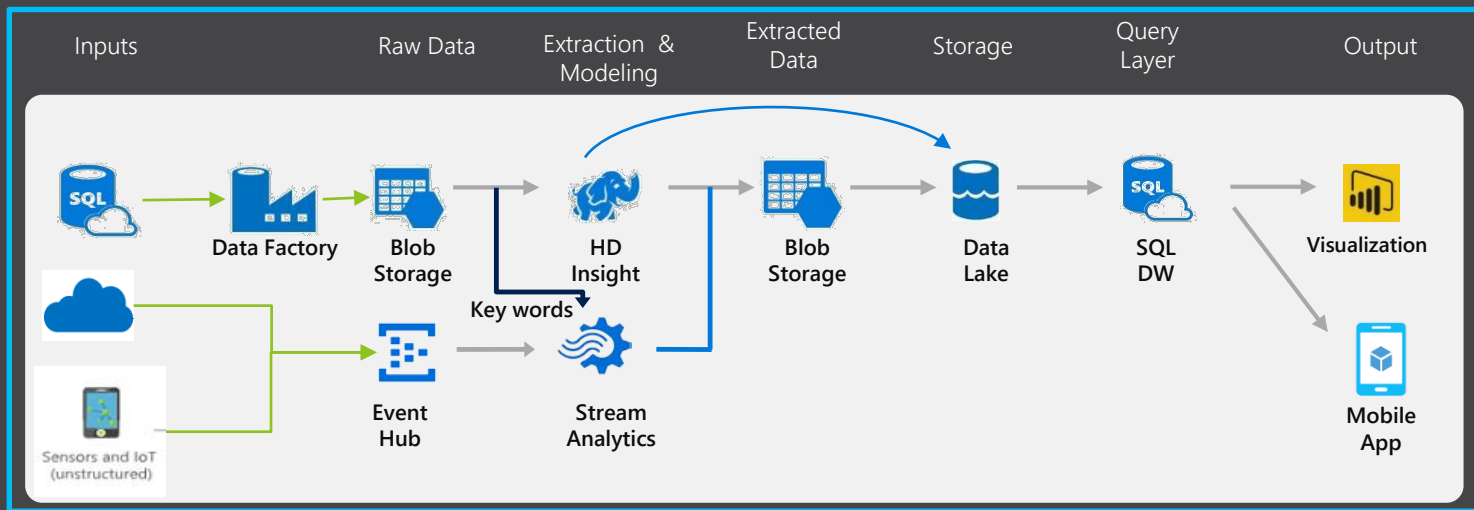 Inputs
Raw Data
Extraction &
Modeling
Extracted
Data
Storage
Query
Layer
Output
SQL
Data Factory
Blob
Storage
HD
Insight
Blob
Storage
Data
Lake
SQL
SQL
DW
Visualization
Key words
Event
Hub
Stream
Analytics
Mobile
App
Sensors and IoT
(unstructured)